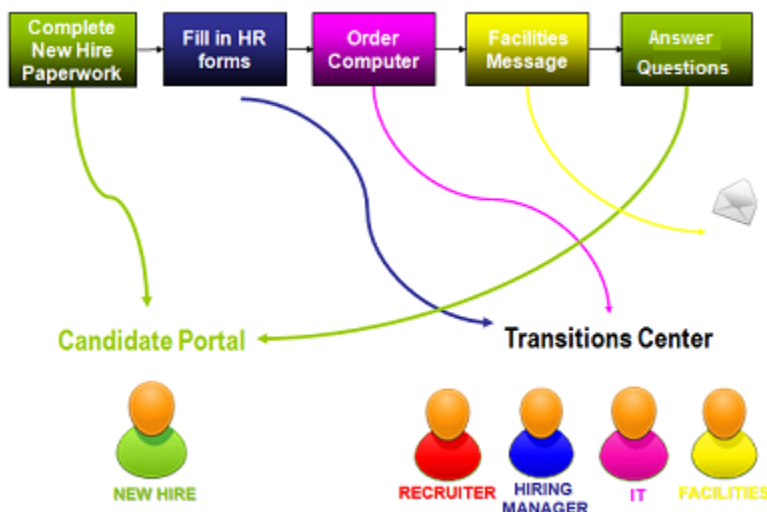 Complete
New Hire
Paperwork
Fill in HR
forms
Order
Computer
Facilities
Message
Answer
Questions
Candidate Portal
Transitions Center
NEW HIRE
RECRUITER
HIRING
MANAGER
IT
FACILITIES